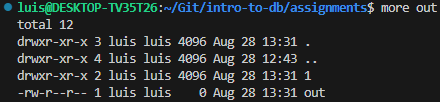 luis@DESKTOP-TV35T26:~/Git/intro-to-db/assignments$ more out
total 12
drwxr-xr-x 3 luis luis 4096 Aug 28 13:31 .
drwxr-xr-x 4 luis luis 4096 Aug 28 12:43 ..
drwxr-xr-x 2 luis luis 4096 Aug 28 13:31 1
-rw-r--r-- 1 luis luis    0 Aug 28 13:31 out